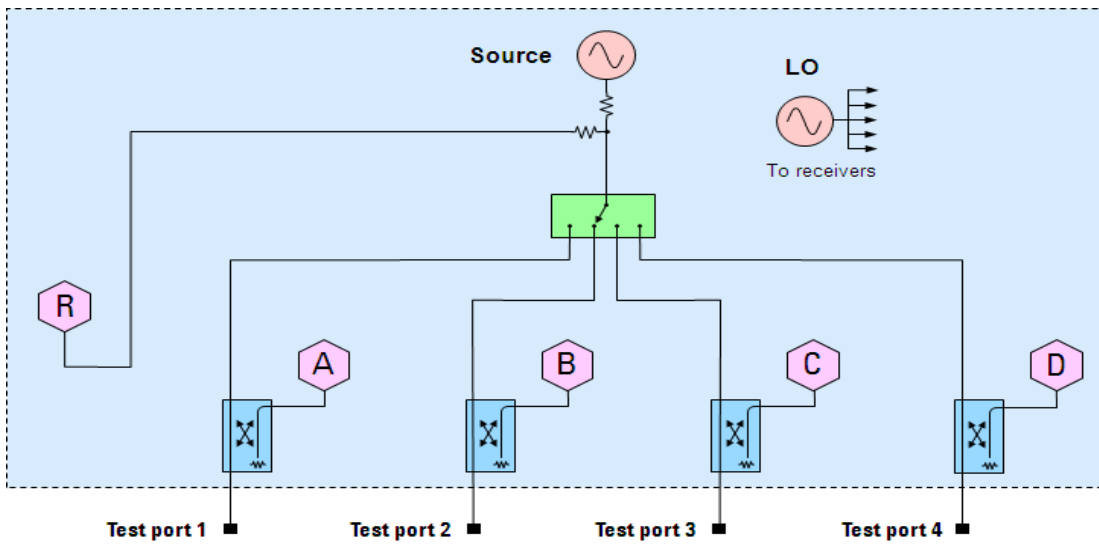 Source
LO
To receivers
R
A
B
C
D
Test port 1
Test port 2
Test port 3
Test port 4